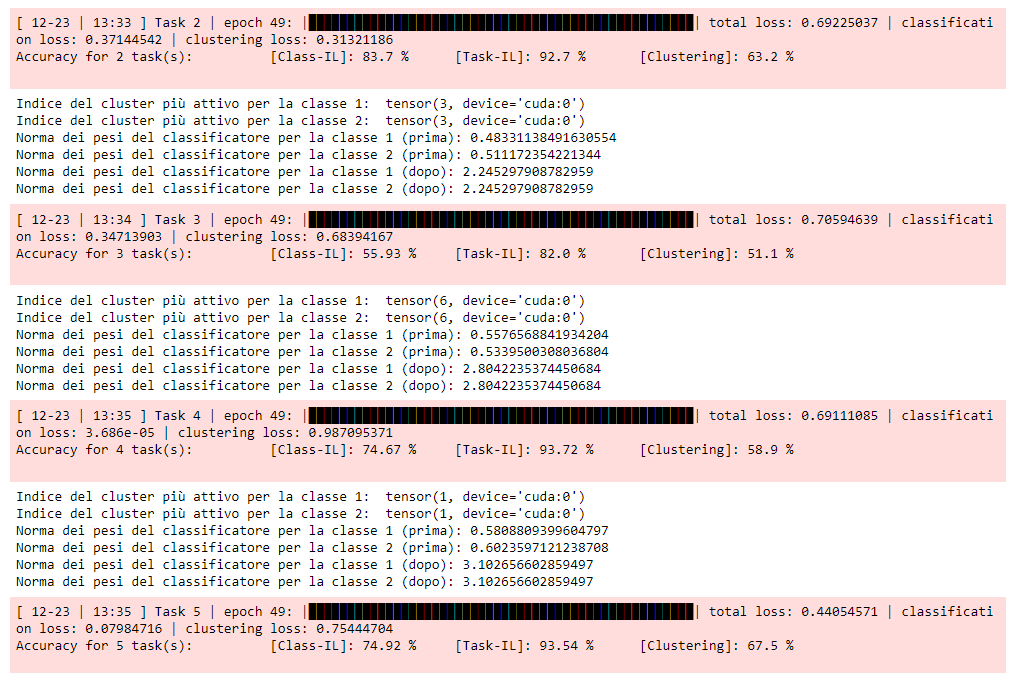 [ 12-23 | 13:33 ] Task 2 | epoch 49: || total loss: 0.69225037 | classificati
on loss: 0.37144542 | clustering loss: 0.31321186
Accuracy for 2 task(s): [Class-IL]: 83.7 % [Task-IL]: 92.7 % [Clustering]: 63.2 %
Indice del cluster più attivo per la classe 1: tensor(3, device='cuda:0')
Indice del cluster più attivo per la classe 2: tensor(3, device='cuda:0')
Norma dei pesi del classificatore per la classe 1 (prima): 0.48331138491630554
Norma dei pesi del classificatore per la classe 2 (prima): 0.511172354221344
Norma dei pesi del classificatore per la classe 1 (dopo): 2.245297908782959
Norma dei pesi del classificatore per la classe 2 (dopo): 2.245297908782959
[ 12-23 | 13:34 ] Task 3 | epoch 49: || total loss: 0.70594639 | classificati
on loss: 0.34713903 | clustering loss: 0.68394167
Accuracy for 3 task(s): [Class-IL]: 55.93 % [Task-IL]: 82.0 % [Clustering]: 51.1 %
Indice del cluster più attivo per la classe 1: tensor(6, device='cuda:0')
Indice del cluster più attivo per la classe 2: tensor(6, device='cuda:0')
Norma dei pesi del classificatore per la classe 1 (prima): 0.5576568841934204
Norma dei pesi del classificatore per la classe 2 (prima): 0.5339500308036804
Norma dei pesi del classificatore per la classe 1 (dopo): 2.8042235374450684
Norma dei pesi del classificatore per la classe 2 (dopo): 2.8042235374450684
[ 12-23 | 13:35 ] Task 4 | epoch 49: || total loss: 0.69111085 | classificati
on loss: 3.686e-05 | clustering loss: 0.987095371
Accuracy for 4 task(s): [Class-IL]: 74.67 % [Task-IL]: 93.72 % [Clustering]: 58.9 %
Indice del cluster più attivo per la classe 1: tensor(1, device='cuda:0')
Indice del cluster più attivo per la classe 2: tensor(1, device='cuda:0')
Norma dei pesi del classificatore per la classe 1 (prima): 0.5808809399604797
Norma dei pesi del classificatore per la classe 2 (prima): 0.6023597121238708
Norma dei pesi del classificatore per la classe 1 (dopo): 3.102656602859497
Norma dei pesi del classificatore per la classe 2 (dopo): 3.102656602859497
[ 12-23 | 13:35 ] Task 5 | epoch 49: || total loss: 0.44054571 | classificati
on loss: 0.07984716 | clustering loss: 0.75444704
Accuracy for 5 task(s): [Class-IL]: 74.92 % [Task-IL]: 93.54 % [Clustering]: 67.5 %